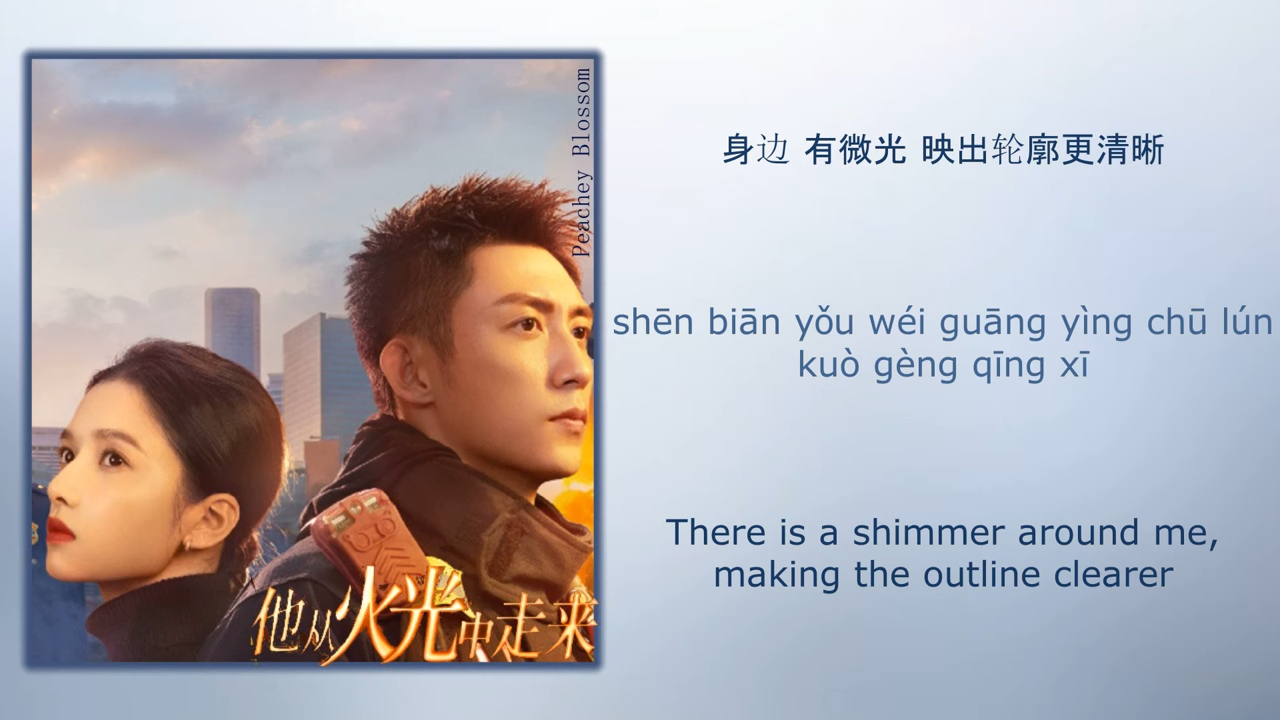 Peachey Blossom
他从火光中走来
身边 有微光 映出轮廓更清晰
shēn biān yǒu wéi guāng yìng chū lún
kuò gèng qīng xī
There is a shimmer around me,
making the outline clearer